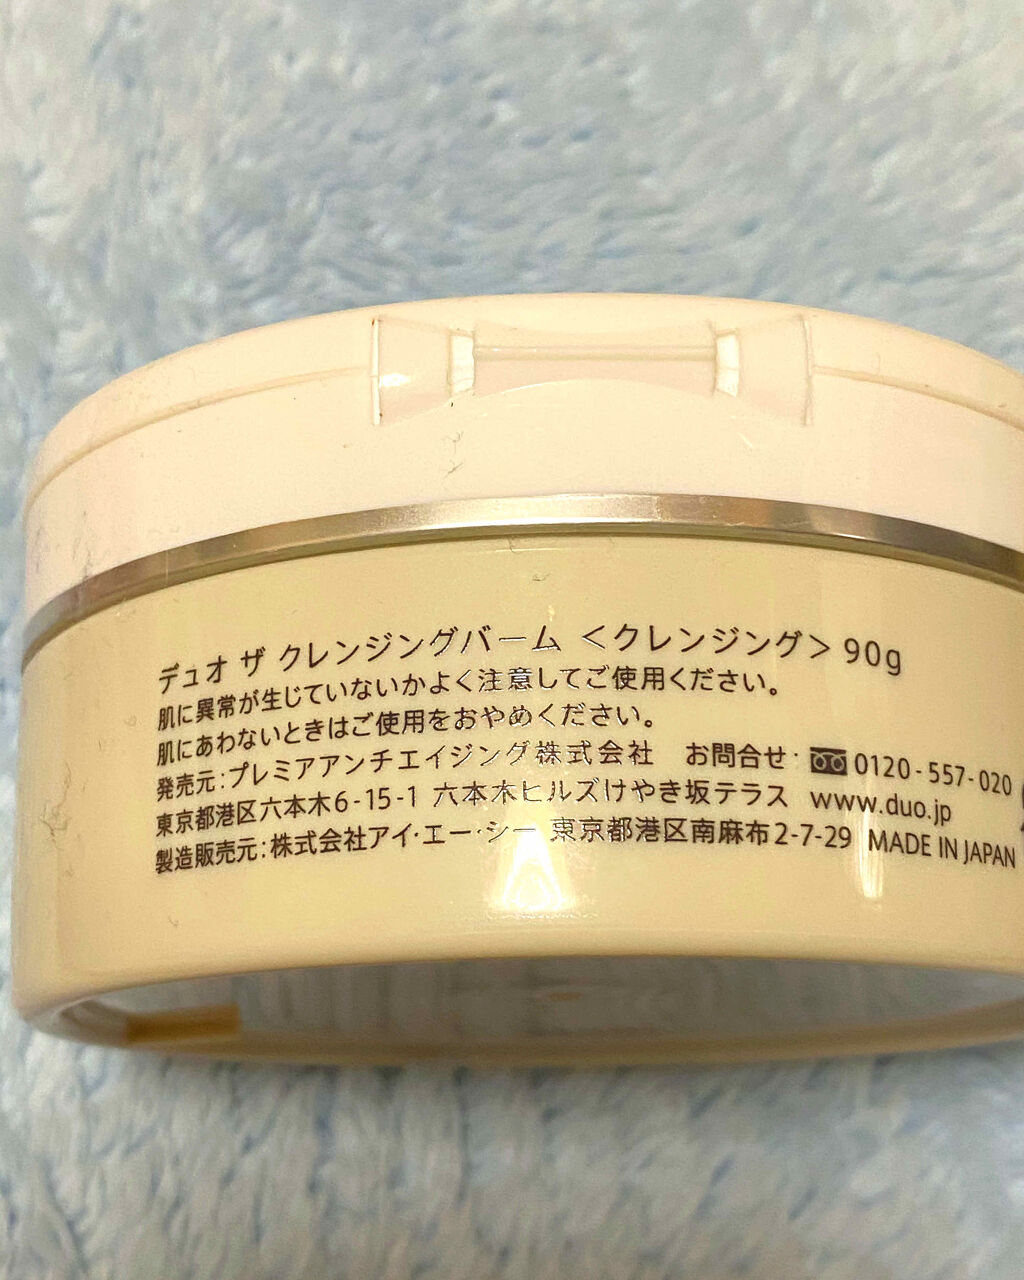 デュオ ザ クレンジングバーム <クレンジング> 90g
肌に異常が生じていないかよく注意してご使用ください。
肌にあわないときはご使用をおやめください。
発売元:プレミアアンチエイジング株式会社 お問合せ: 0120-557-020
東京都港区六本木6-15-1 六本木ヒルズけやき坂テラス www.duo.jp
製造販売元:株式会社アイ・エー・シー 東京都港区南麻布2-7-29 MADE IN JAPAN